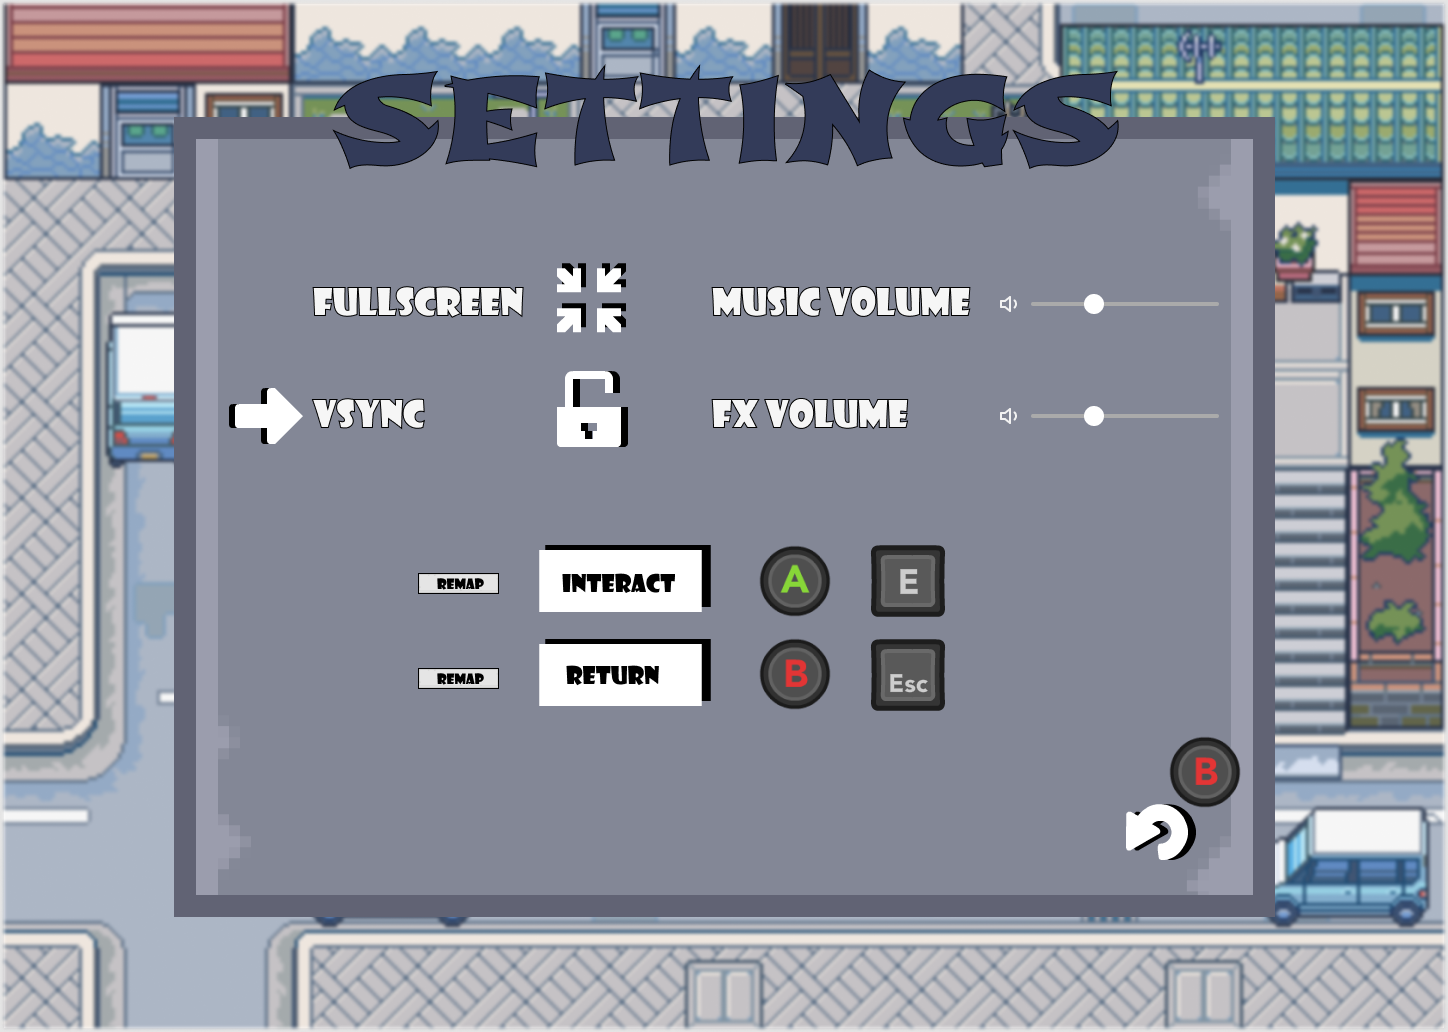 SETTINGS
FULLSCREEN
MUSIC VOLUME
VSYNC
FX VOLUME
REMAP INTERACT A E
REMAP RETURN B Esc
B